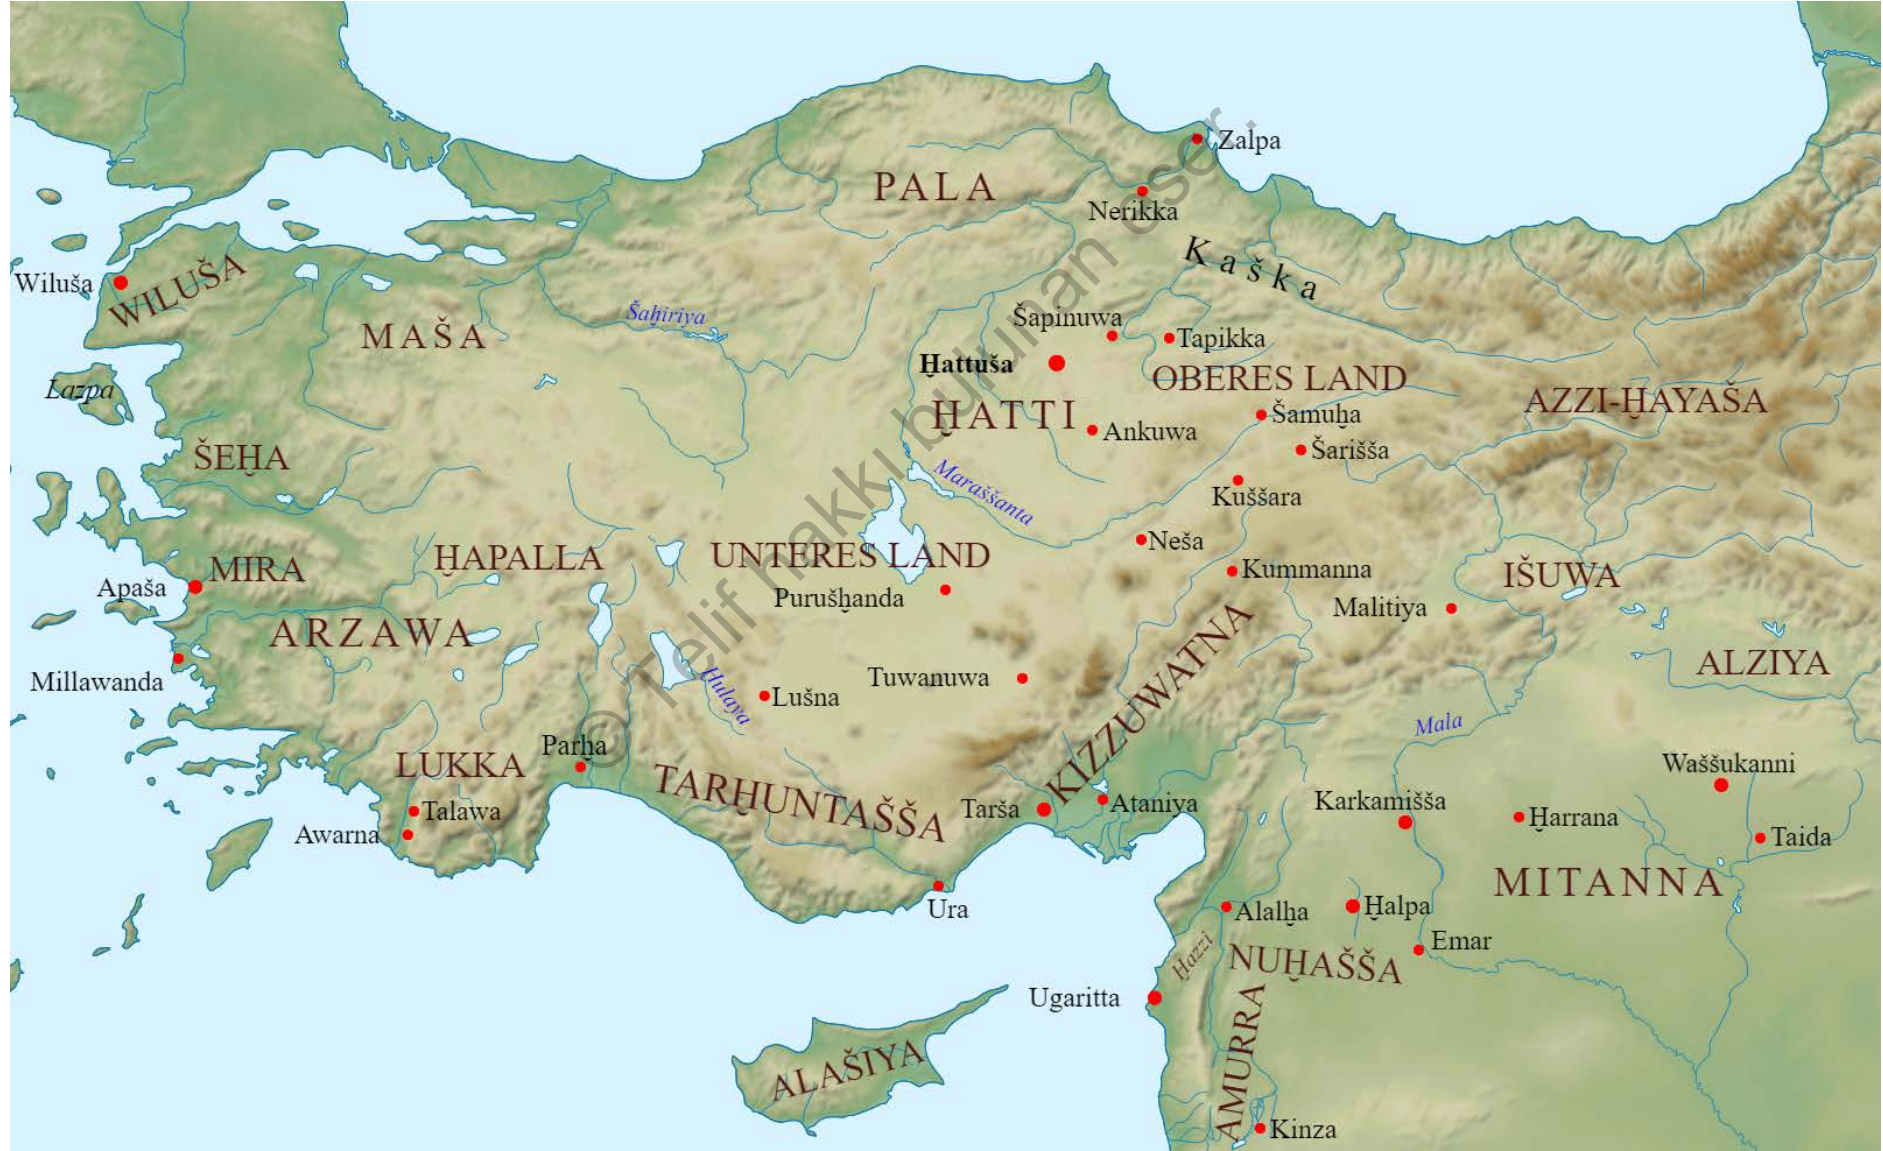 Zalpa
PALA
Nerikka
Kaška
WILUŠA
Wiluša
Šaḫiriya
Šapinuwa
MAŠA
Tapikka
Ḫattuša
OBERES LAND
Lazpa
AZZI-ḪAYAŠA
ḪATTI
Šamuḫa
Ankuwa
Šarišša
ŠEḪA
Maraššanta
Kuššara
Neša
ḪAPALLA
UNTERES LAND
MIRA
Kummanna
IŠUWA
Apaša
Purušḫanda
Malitiya
ARZAWA
KIZZUWATNA
ALZIYA
Millawanda
Tuwanuwa
Hulaya
Lušna
Mala
Parḫa
LUKKA
Waššukanni
TARḪUNTAŠŠA
Tarša
Ataniya
Karkamišša
Talawa
Ḫarrana
Awarna
Taida
MITANNA
Ura
Alalḫa
Ḫalpa
Emar
Ḫazzi
NUḪAŠŠA
Ugaritta
AMURRA
ALAŠIYA
Kinza
© Telif hakkı bulunan eser.